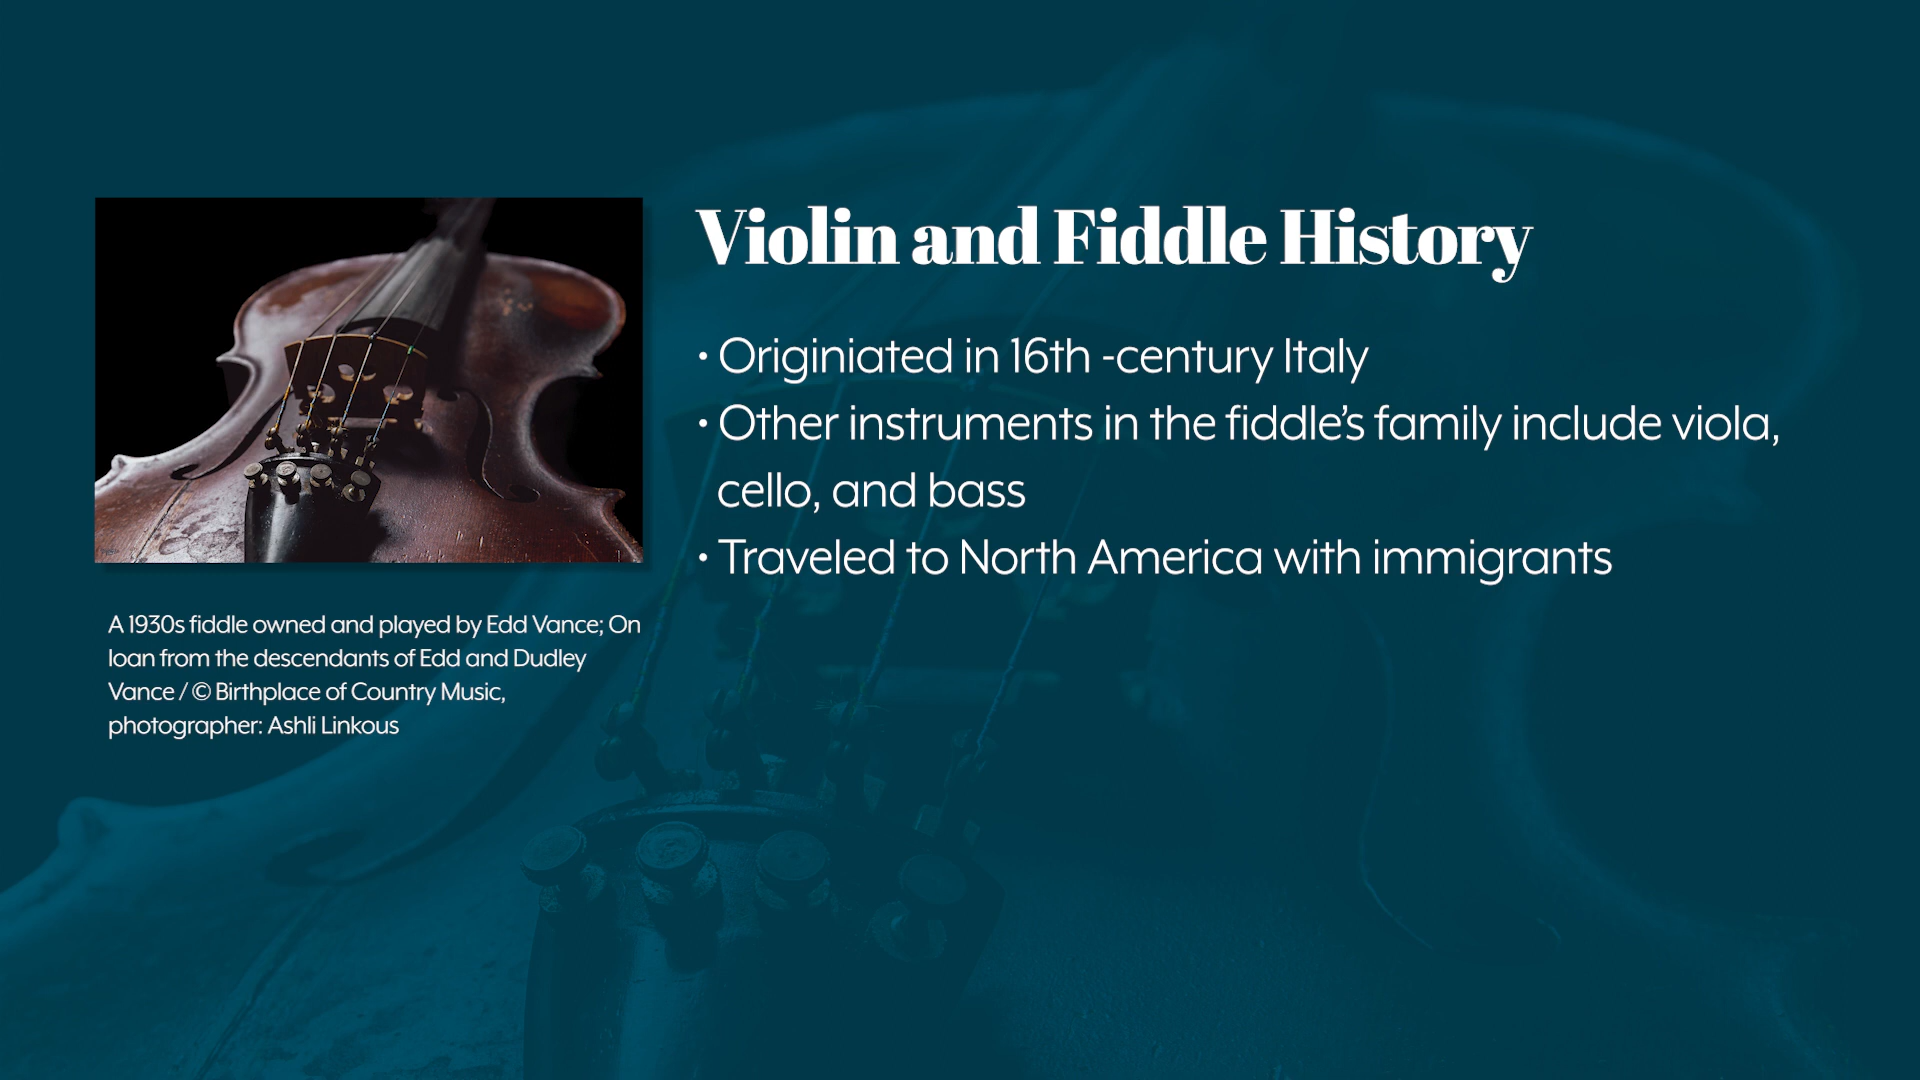 Violin and Fiddle History
• Originiated in 16th -century Italy
• Other instruments in the fiddle’s family include viola,
cello, and bass
• Traveled to North America with immigrants
A 1930s fiddle owned and played by Edd Vance; On
loan from the descendants of Edd and Dudley
Vance / © Birthplace of Country Music,
photographer: Ashli Linkous